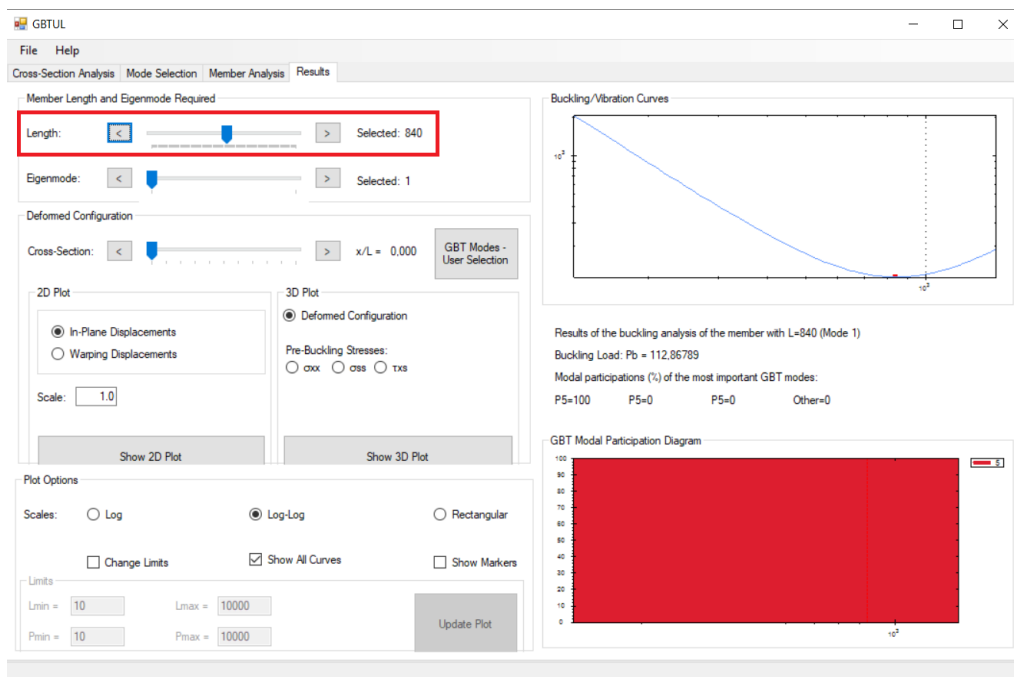 GBTUL
File Help
Cross-Section Analysis Mode Selection Member Analysis Results
Member Length and Eigenmode Required
Length: < > Selected: 840
Eigenmode: < > Selected: 1
Deformed Configuration
Cross-Section: < > x/L = 0,000
GBT Modes -
User Selection
2D Plot
In-Plane Displacements
Warping Displacements
Scale: 1.0
Show 2D Plot
3D Plot
Deformed Configuration
Pre-Buckling Stresses:
σxx σss τxs
Show 3D Plot
Plot Options
Scales: Log Log-Log Rectangular
Change Limits Show All Curves Show Markers
Limits
Lmin = 10 Lmax = 10000
Pmin = 10 Pmax = 10000
Update Plot
Buckling/Vibration Curves
10³
Results of the buckling analysis of the member with L=840 (Mode 1)
Buckling Load: Pb = 112,86789
Modal participations (%) of the most important GBT modes:
P5=100 P5=0 P5=0 Other=0
GBT Modal Participation Diagram
100
90
80
70
60
50
40
30
20
10
0
5